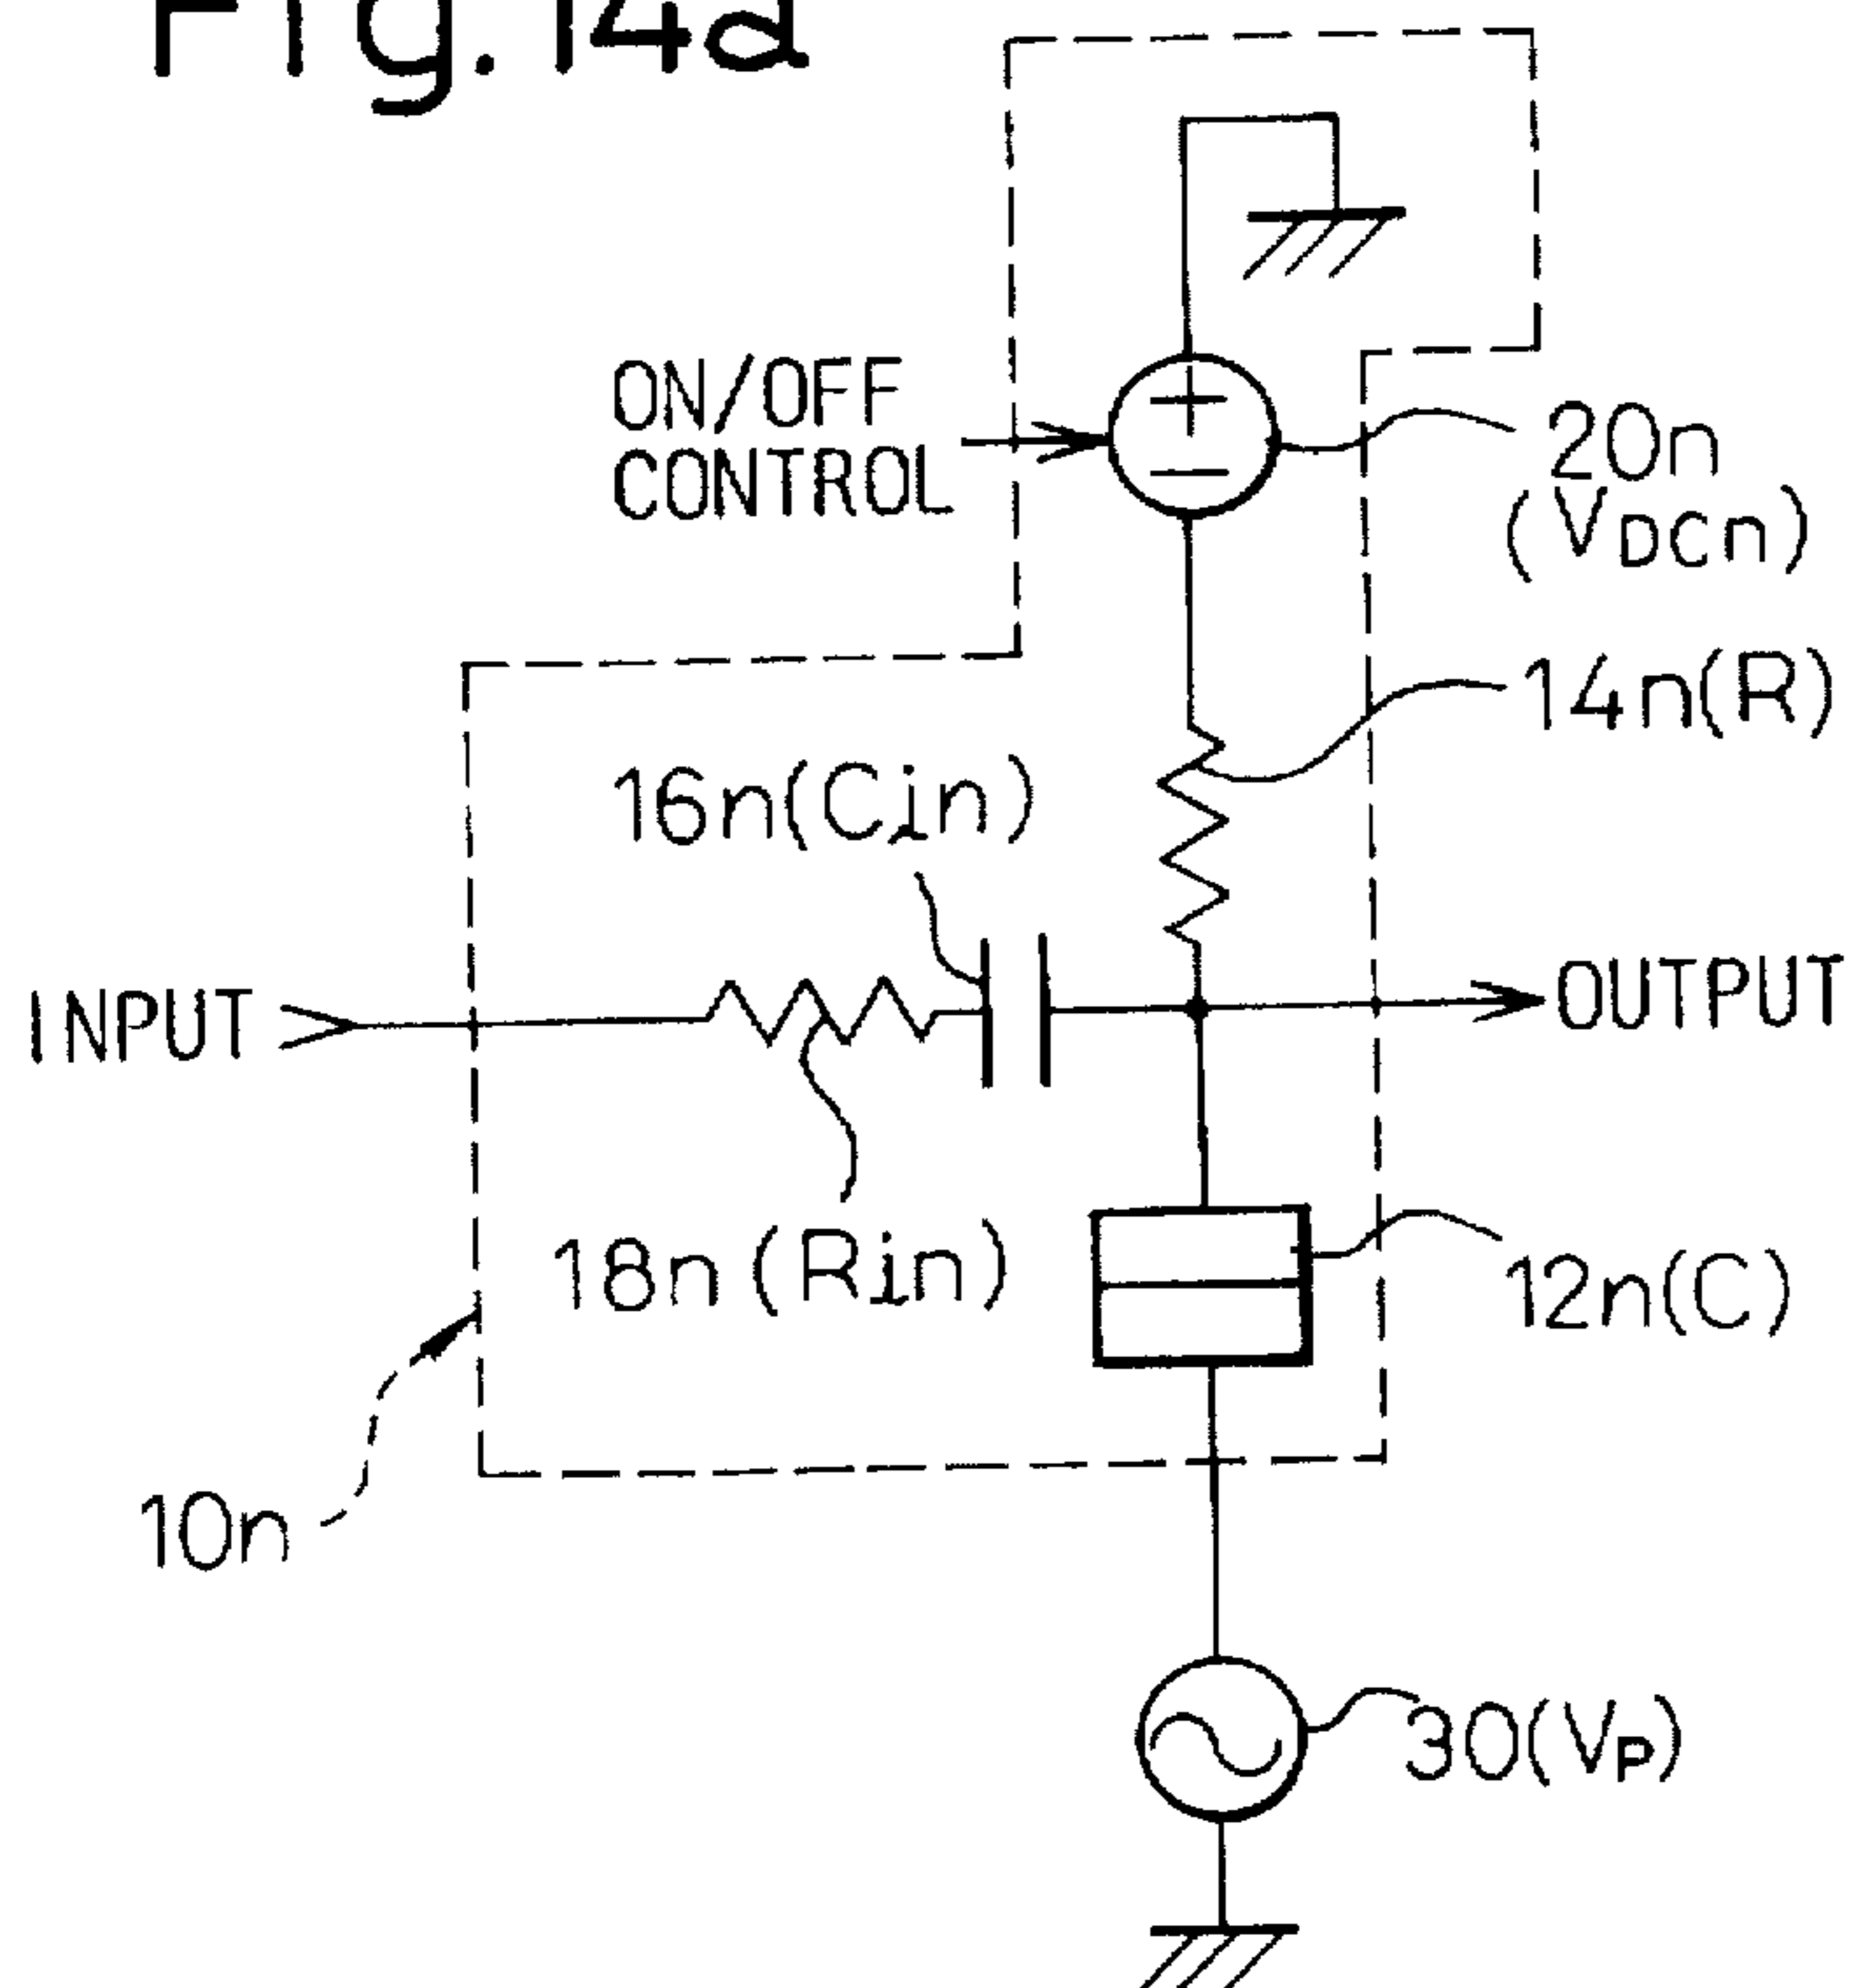 Fig.14a
ON/OFF
CONTROL
20n
(VDCn)
14n(R)
16n(Cin)
INPUT
OUTPUT
18n(Rin)
12n(C)
10n
30(VP)